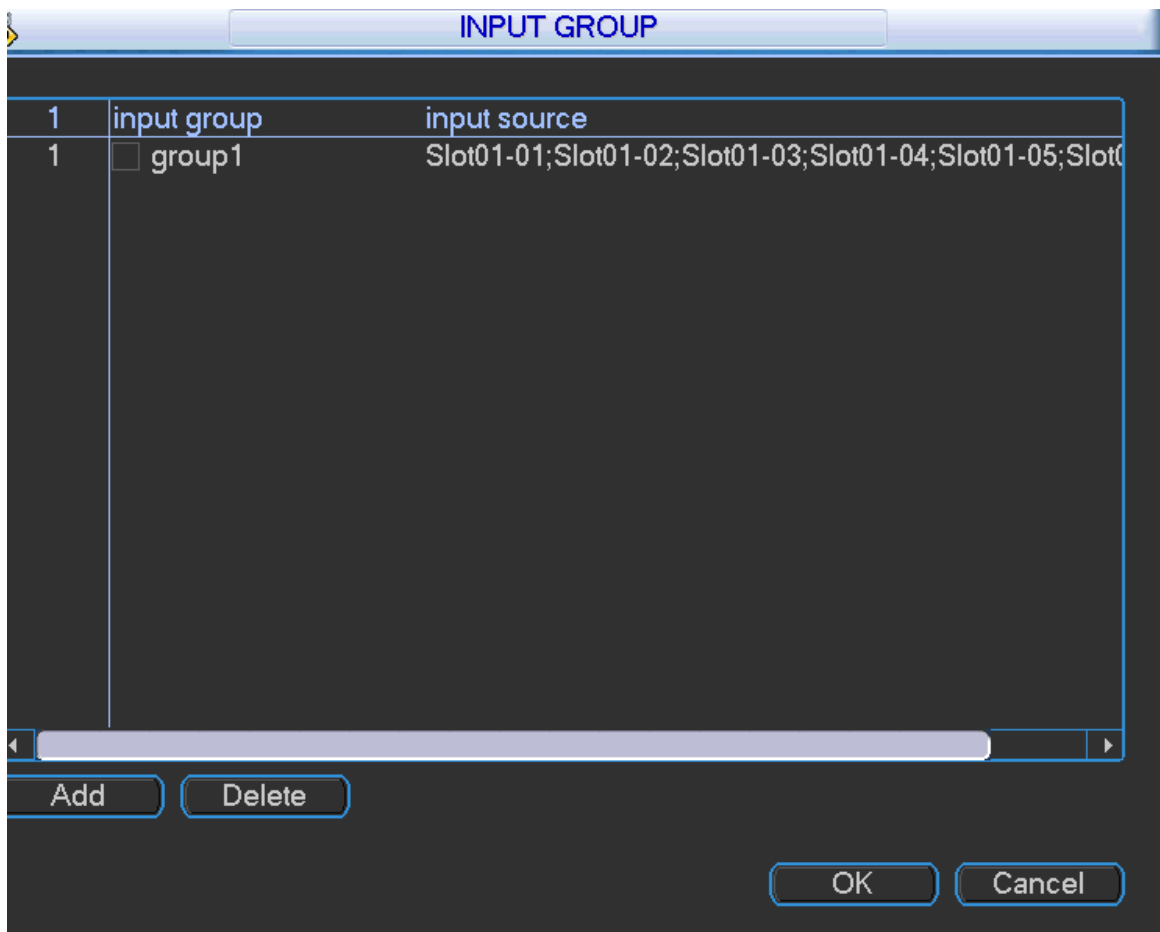 INPUT GROUP
1 input group input source
1 group1 Slot01-01;Slot01-02;Slot01-03;Slot01-04;Slot01-05;Slot
Add Delete
OK Cancel